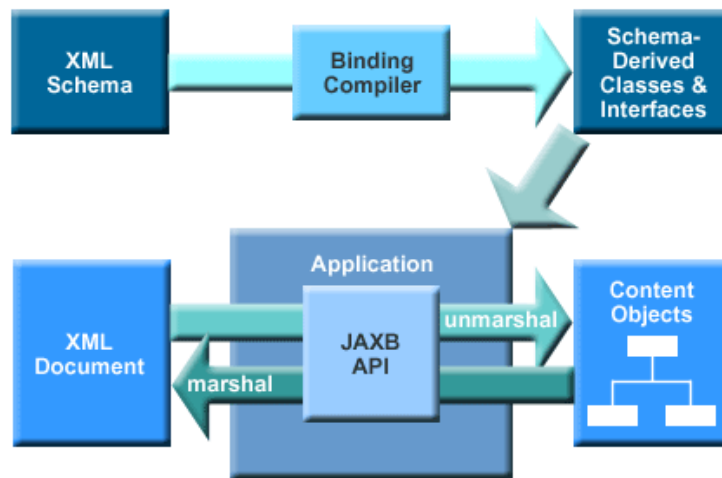 XML
Schema
Binding
Compiler
Schema-
Derived
Classes &
Interfaces
Application
XML
Document
JAXB
API
unmarshal
marshal
Content
Objects